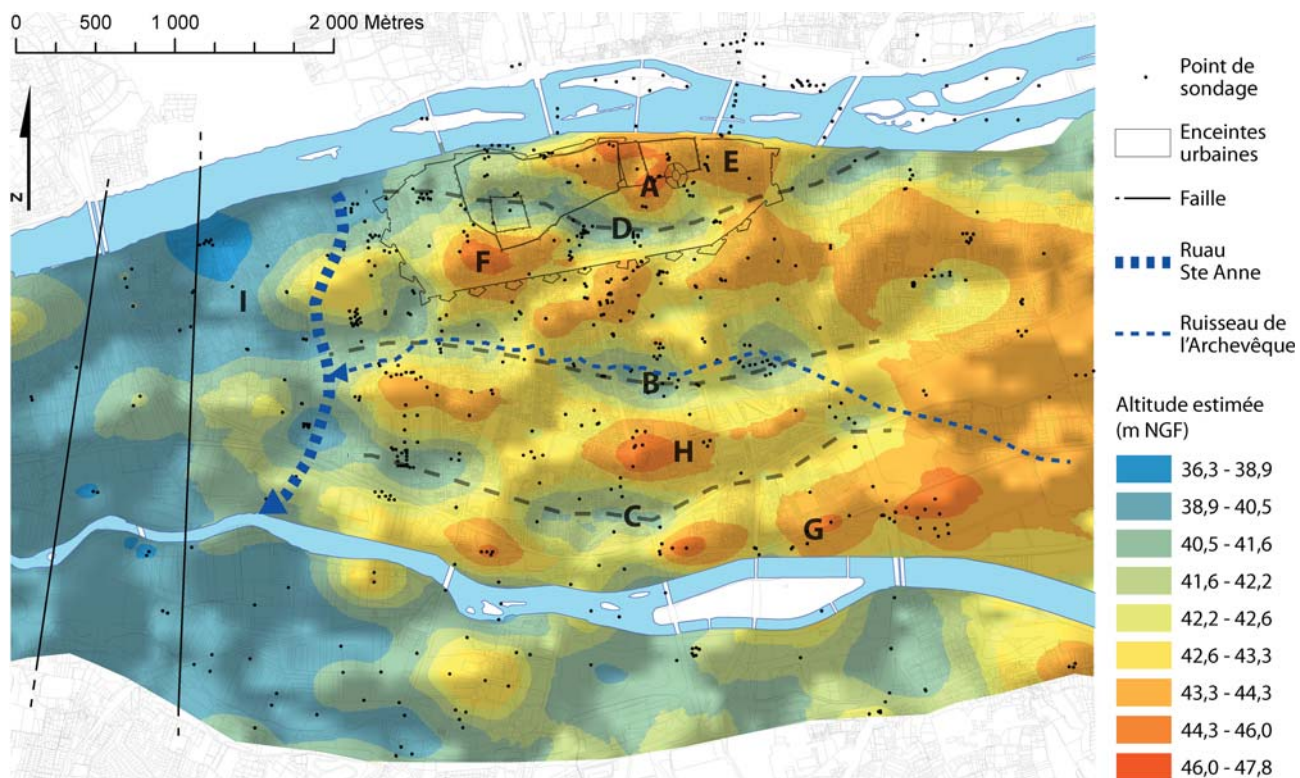 0 500 1 000 2 000 Mètres
N
A
E
D
F
I
B
H
C
G
Point de
sondage
Enceintes
urbaines
Faille
Ruau
Ste Anne
Ruisseau de
l'Archevêque
Altitude estimée
(m NGF)
36,3 - 38,9
38,9 - 40,5
40,5 - 41,6
41,6 - 42,2
42,2 - 42,6
42,6 - 43,3
43,3 - 44,3
44,3 - 46,0
46,0 - 47,8